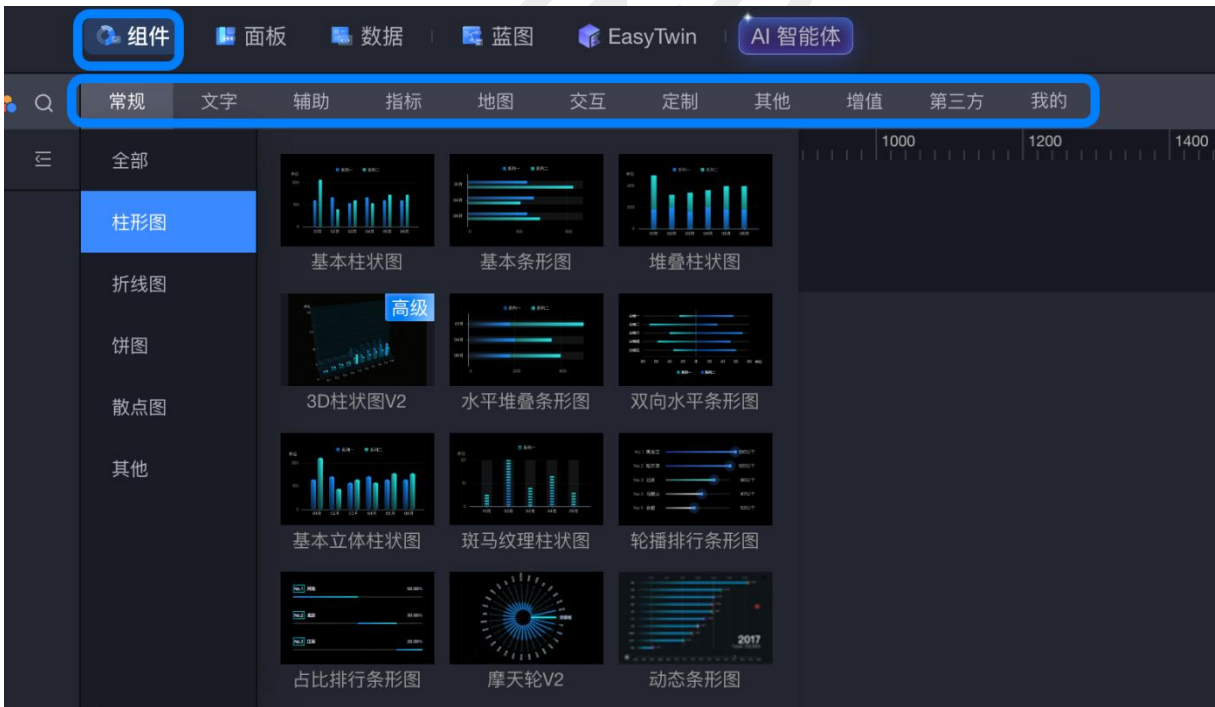 组件 面板 数据 蓝图 EasyTwin AI 智能体
常规 文字 辅助 指标 地图 交互 定制 其他 增值 第三方 我的
1000 1200 1400
全部
柱形图
折线图
饼图
散点图
其他
基本柱状图 基本条形图 堆叠柱状图
高级
3D柱状图V2 水平堆叠条形图 双向水平条形图
基本立体柱状图 斑马纹理柱状图 轮播排行条形图
2017
占比排行条形图 摩天轮V2 动态条形图